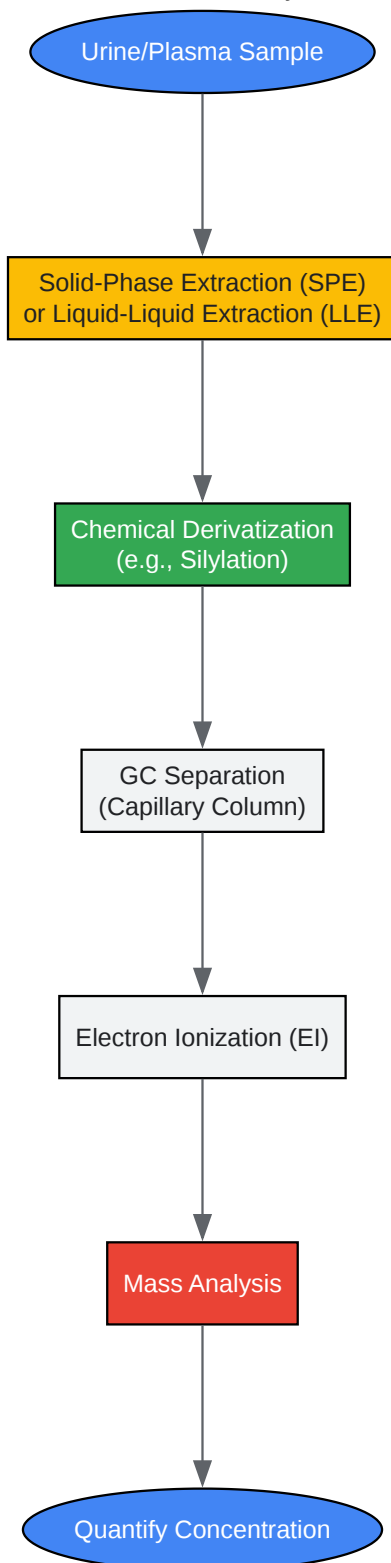 Urine/Plasma Sample
Solid-Phase Extraction (SPE)
or Liquid-Liquid Extraction (LLE)
Chemical Derivatization
(e.g., Silylation)
GC Separation
(Capillary Column)
Electron Ionization (EI)
Mass Analysis
Quantify Concentration